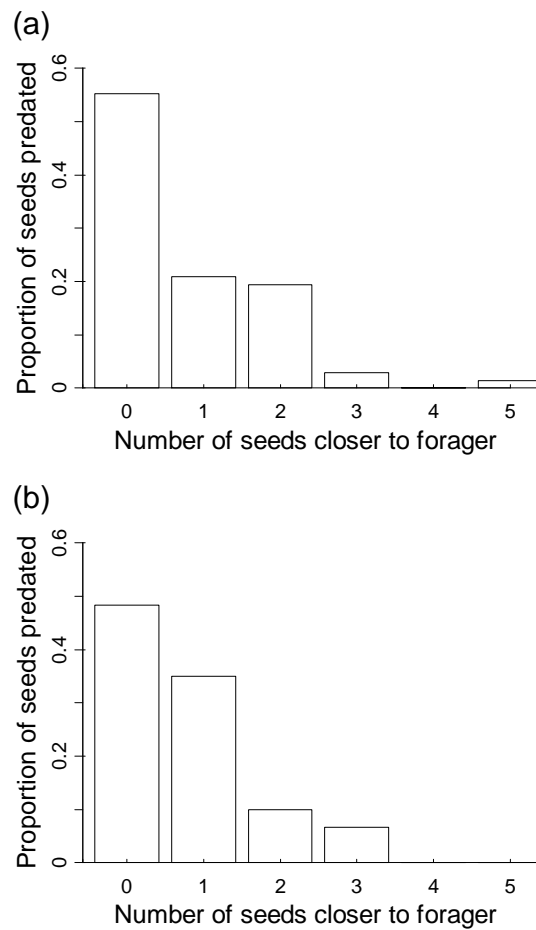 (a)
Proportion of seeds predated
0.6
0.4
0.2
0
0 1 2 3 4 5
Number of seeds closer to forager
(b)
Proportion of seeds predated
0.6
0.4
0.2
0
0 1 2 3 4 5
Number of seeds closer to forager